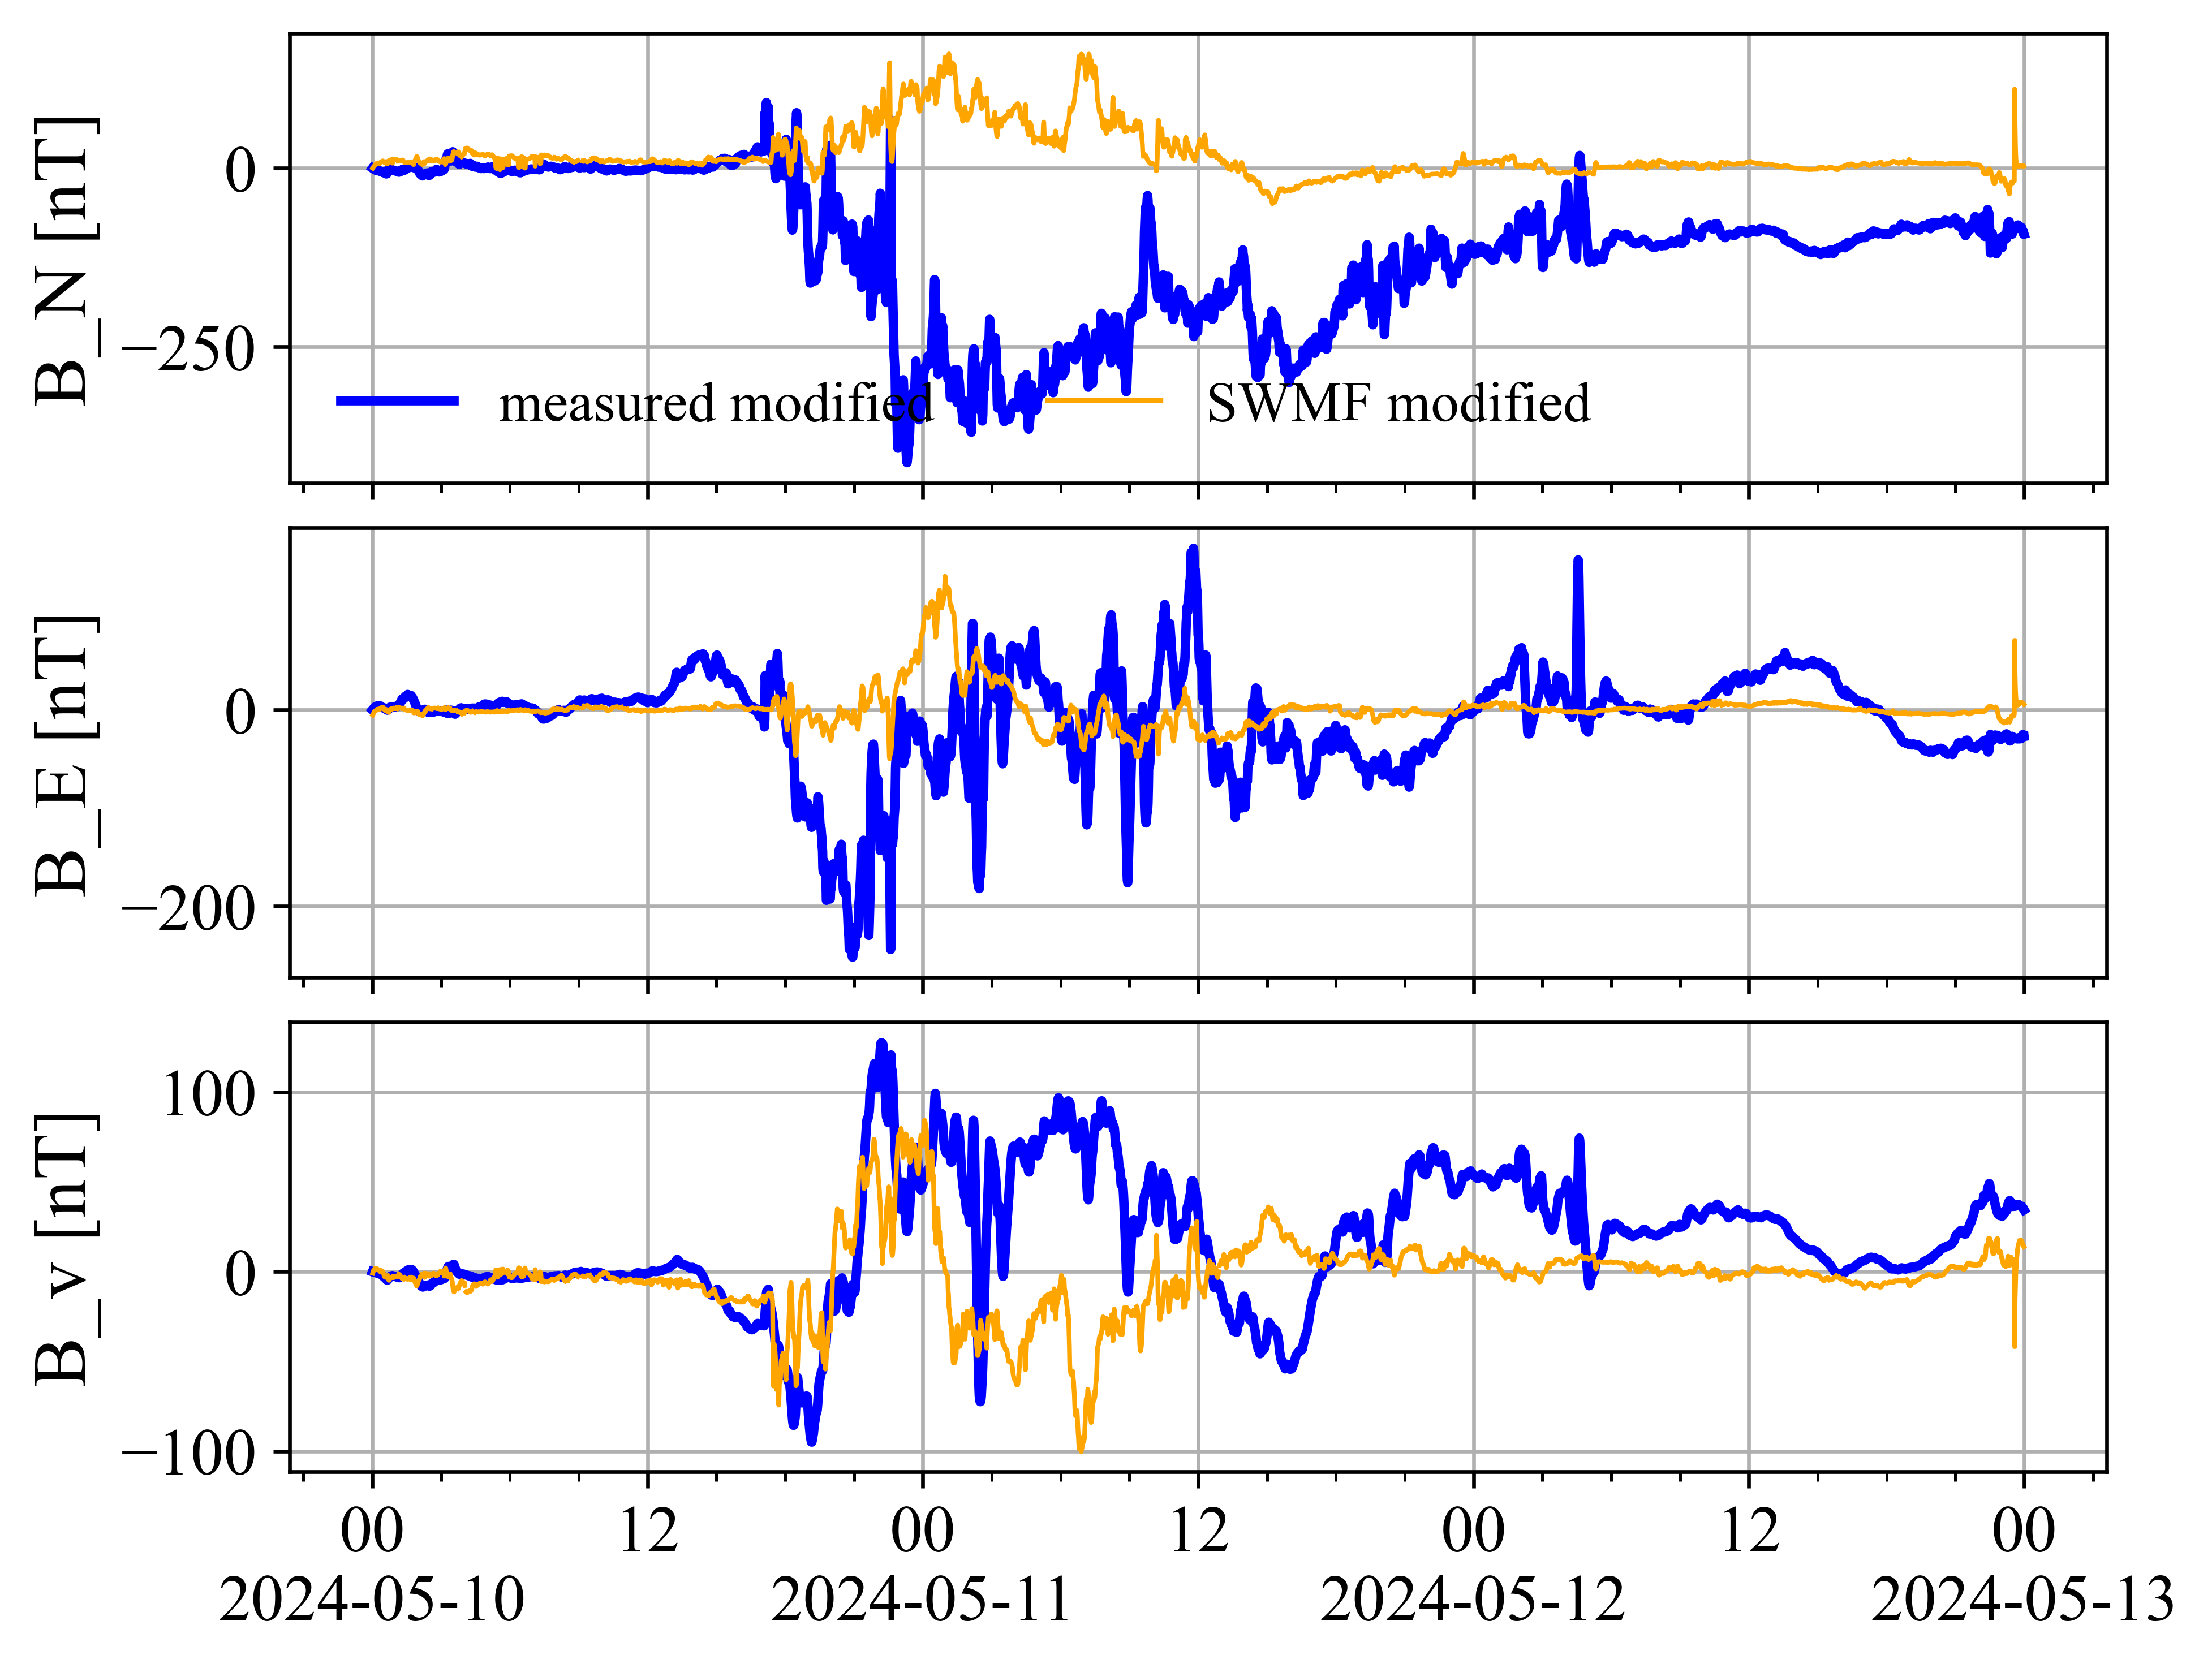 B_N [nT]
0
−250
measured modified
SWMF modified
B_E [nT]
0
−200
B_v [nT]
100
0
−100
00 12 00 12 00 12 00
2024-05-10 2024-05-11 2024-05-12 2024-05-13